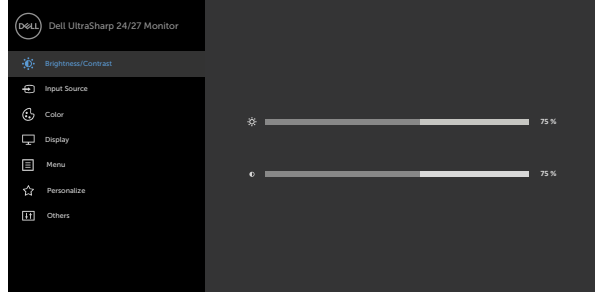 DELL Dell UltraSharp 24/27 Monitor
Brightness/Contrast
Input Source
Color
75 %
Display
Menu
75 %
Personalize
Others